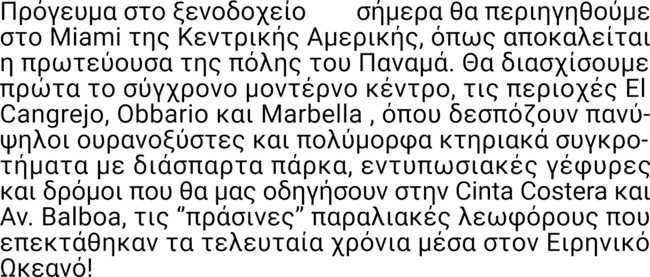 Πρόγευμα στο ξενοδοχείο σήμερα θα περιηγηθούμε
στο Miami της Κεντρικής Αμερικής, όπως αποκαλείται
η πρωτεύουσα της πόλης του Παναμά. Θα διασχίσουμε
πρώτα το σύγχρονο μοντέρνο κέντρο, τις περιοχές El
Cangrejo, Obbario και Marbella , όπου δεσπόζουν πανύ-
ψηλοι ουρανοξύστες και πολύμορφα κτηριακά συγκρο-
τήματα με διάσπαρτα πάρκα, εντυπωσιακές γέφυρες
και δρόμοι που θα μας οδηγήσουν στην Cinta Costera και
Av. Balboa, τις “πράσινες” παραλιακές λεωφόρους που
επεκτάθηκαν τα τελευταία χρόνια μέσα στον Ειρηνικό
Ωκεανό!